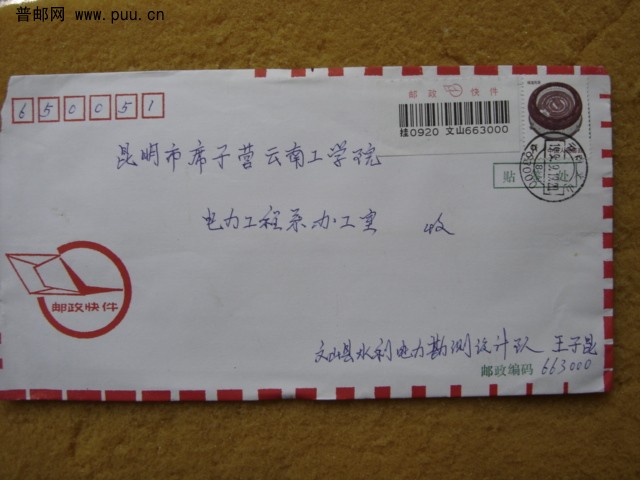 普邮网 www.puu.cn
650051
邮政 快件
桂0920 文山663000
昆明市席子营云南工学院
贴 处
电力工程系办工室 收
邮政快件
文山县水利电力勘测设计队 王子昆
邮政编码 663000